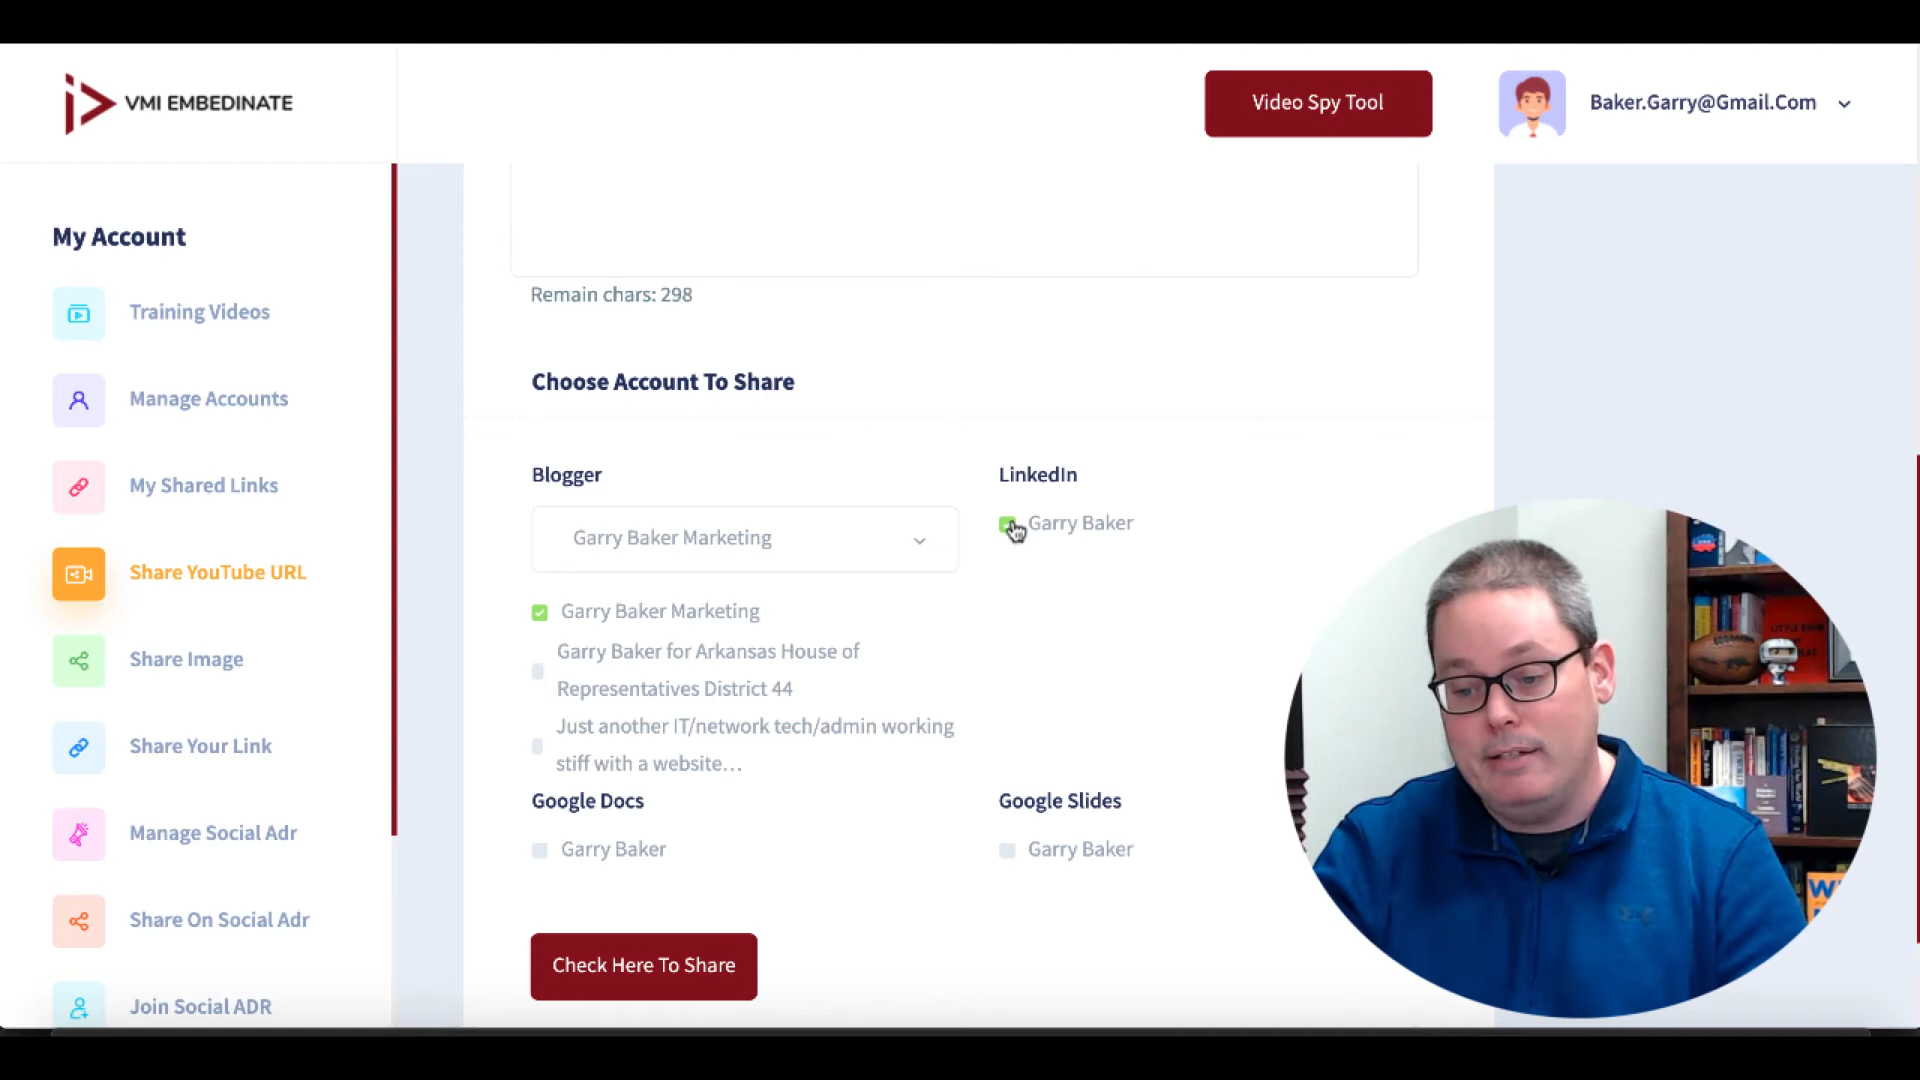 VMI EMBEDINATE
Video Spy Tool
Baker.Garry@Gmail.Com
My Account
Training Videos
Manage Accounts
My Shared Links
Share YouTube URL
Share Image
Share Your Link
Manage Social Adr
Share On Social Adr
Join Social ADR
Remain chars: 298
Choose Account To Share
Blogger
Garry Baker Marketing
Garry Baker Marketing
Garry Baker for Arkansas House of
Representatives District 44
Just another IT/network tech/admin working
stiff with a website...
LinkedIn
Garry Baker
Google Docs
Garry Baker
Google Slides
Garry Baker
Check Here To Share